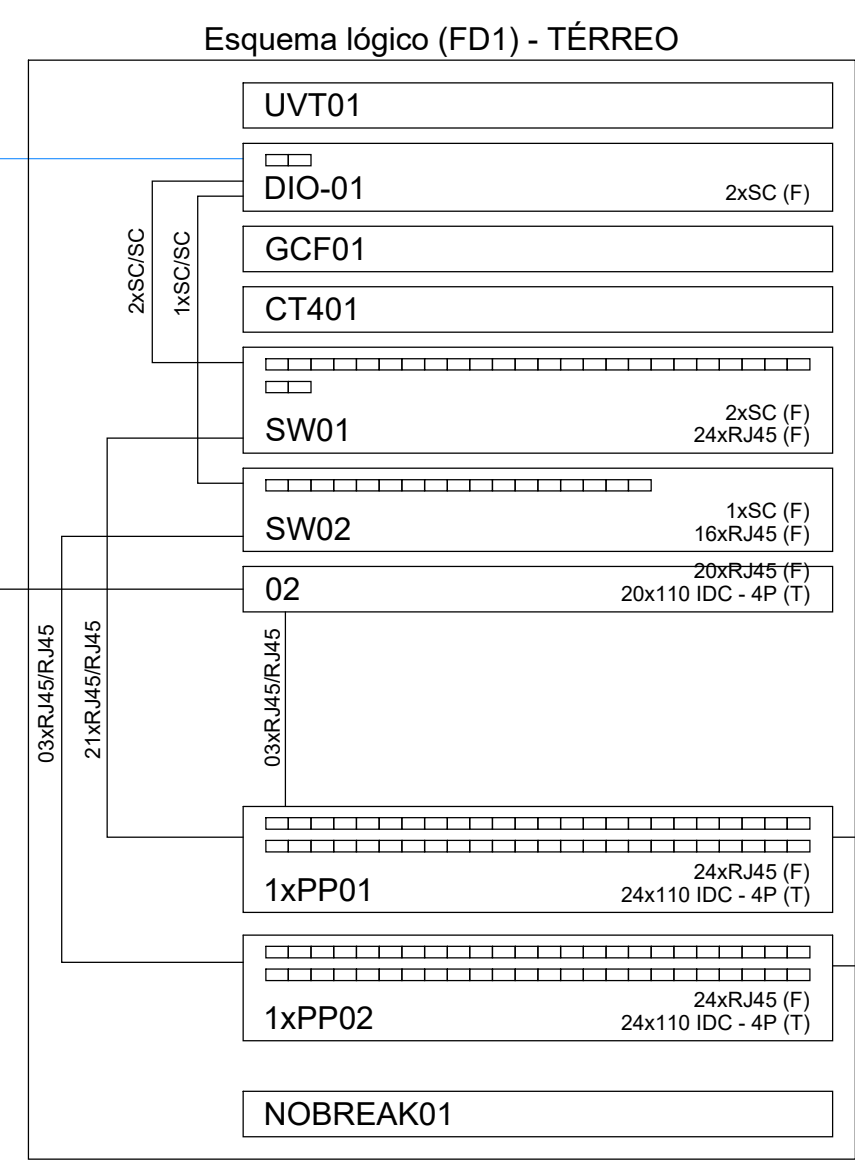 Esquema lógico (FD1) - TÉRREO
UVT01
DIO-01
2xSC (F)
2xSC/SC
1xSC/SC
GCF01
CT401
SW01
2xSC (F)
24xRJ45 (F)
SW02
1xSC (F)
16xRJ45 (F)
02
20xRJ45 (F)
20x110 IDC - 4P (T)
03xRJ45/RJ45
21xRJ45/RJ45
03xRJ45/RJ45
1xPP01
24xRJ45 (F)
24x110 IDC - 4P (T)
1xPP02
24xRJ45 (F)
24x110 IDC - 4P (T)
NOBREAK01